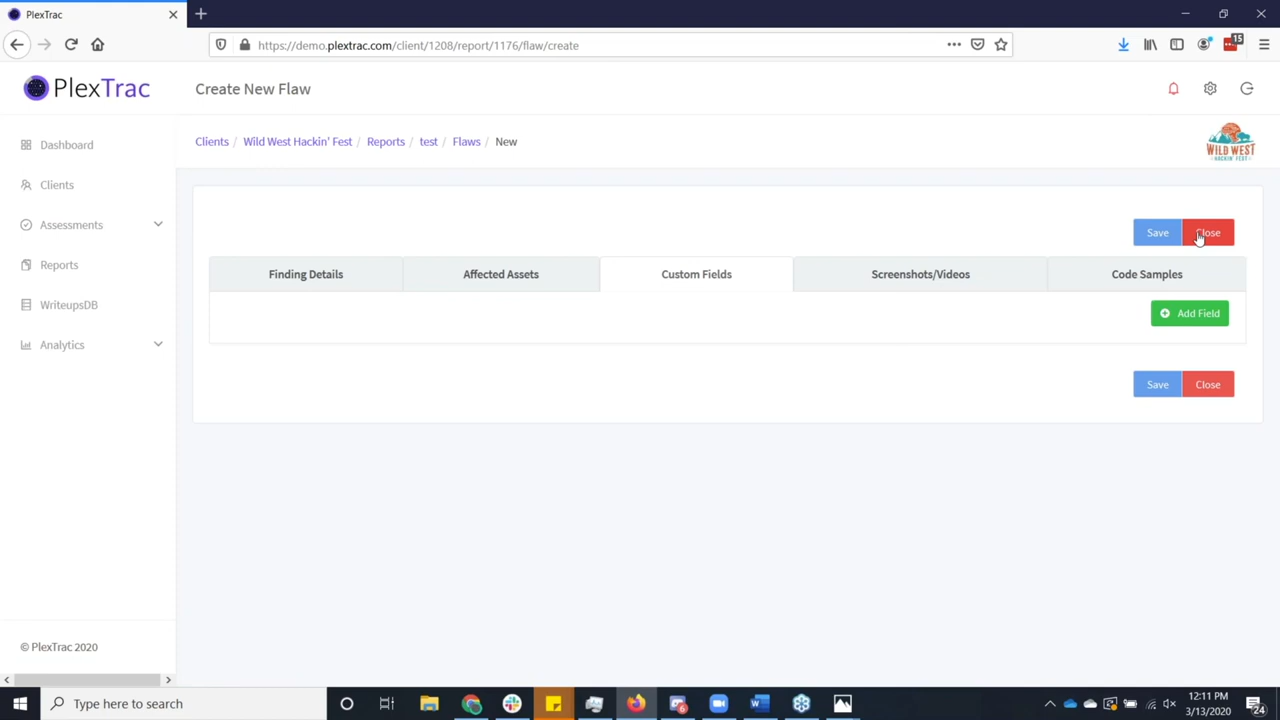 PlexTrac
https://demo.plextrac.com/client/1208/report/1176/flaw/create
15
PlexTrac
Create New Flaw
Dashboard
Clients
Assessments
Reports
WriteupsDB
Analytics
Clients / Wild West Hackin' Fest / Reports / test / Flaws / New
WILD WEST
HACKIN' FEST
Save Close
Finding Details Affected Assets Custom Fields Screenshots/Videos Code Samples
Add Field
Save Close
© PlexTrac 2020
Type here to search
12:11 PM
3/13/2020
24